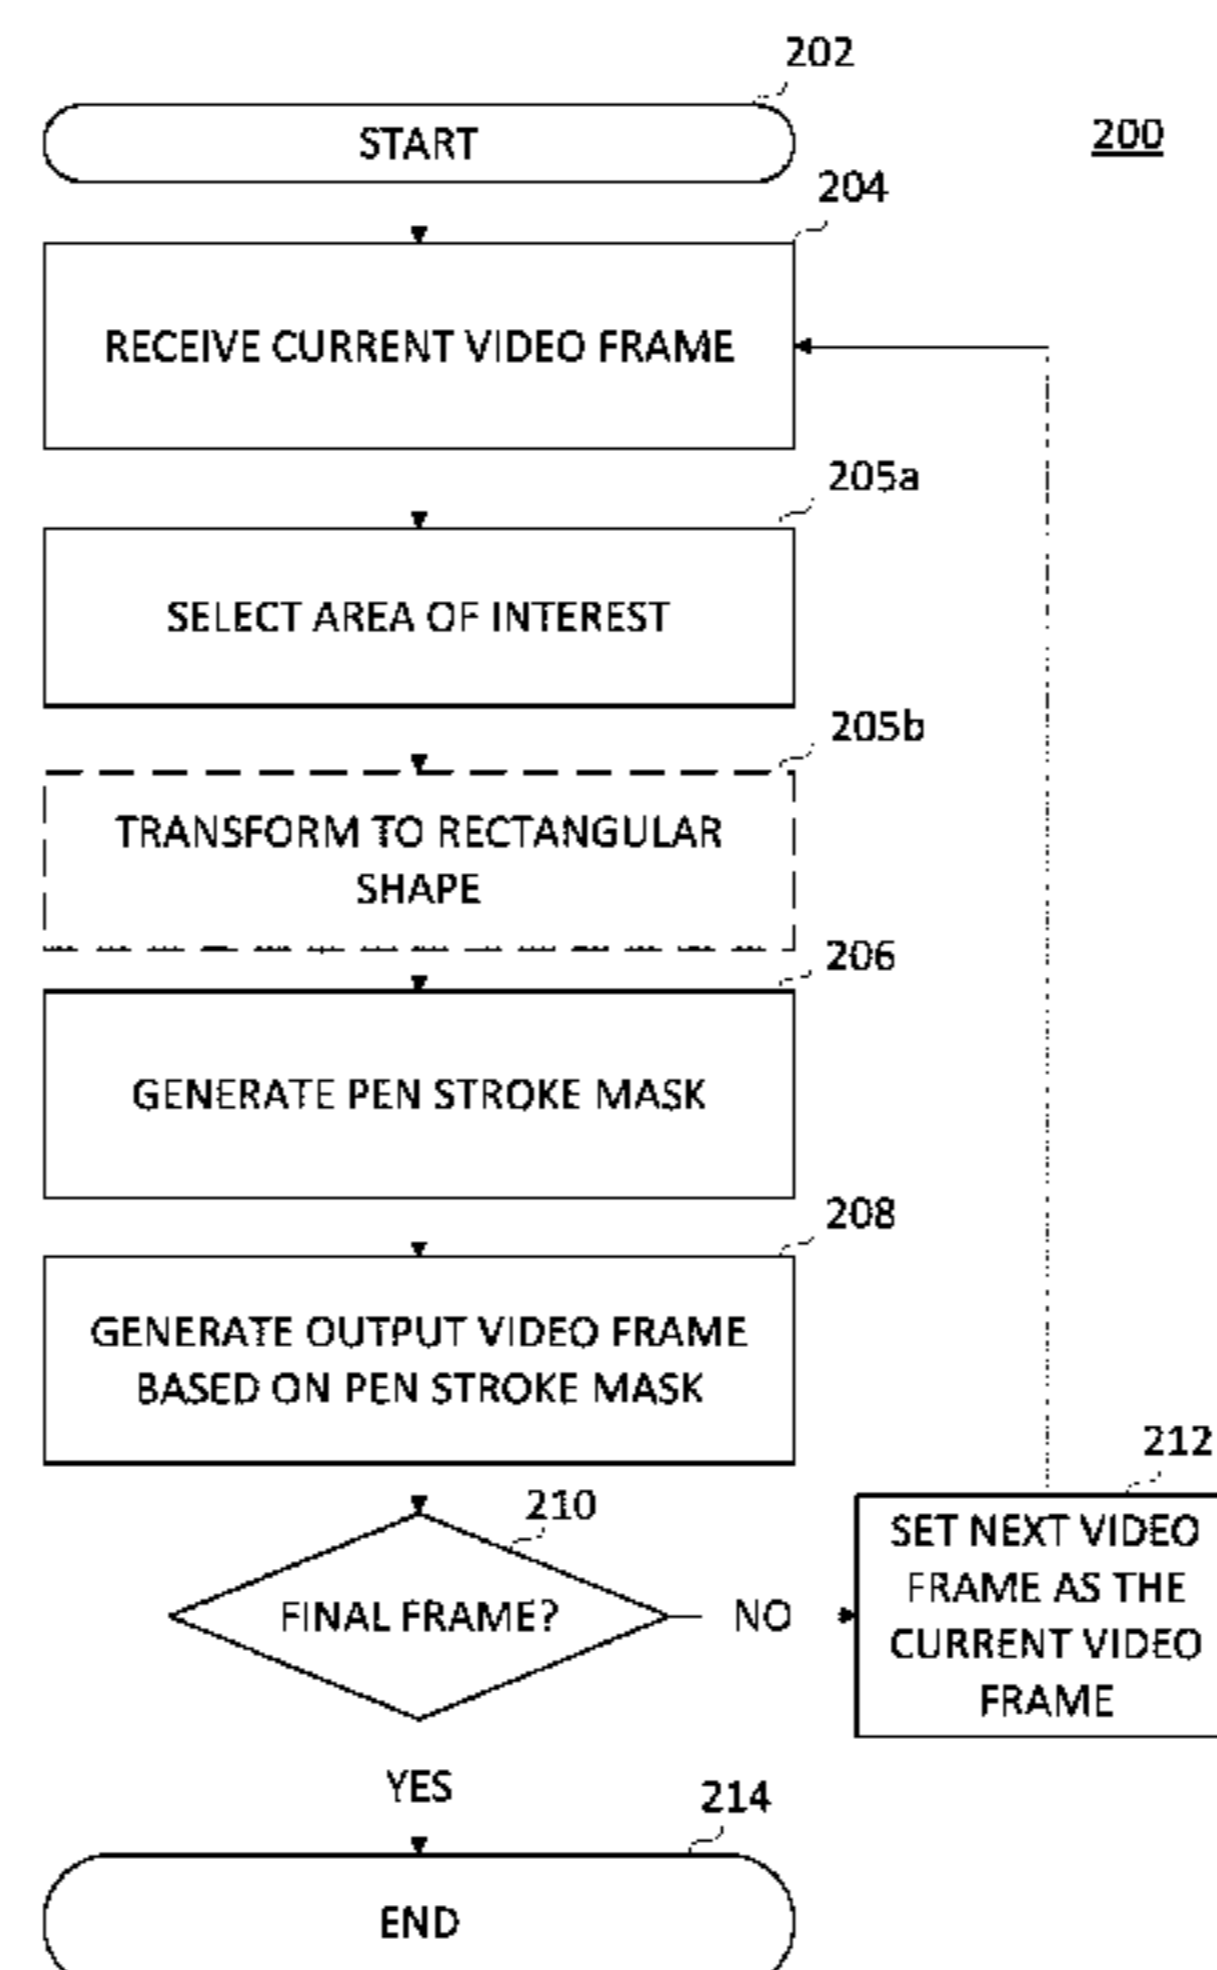 202
START
200
204
RECEIVE CURRENT VIDEO FRAME
205a
SELECT AREA OF INTEREST
205b
TRANSFORM TO RECTANGULAR
SHAPE
206
GENERATE PEN STROKE MASK
208
GENERATE OUTPUT VIDEO FRAME
BASED ON PEN STROKE MASK
210
FINAL FRAME?
NO
212
SET NEXT VIDEO
FRAME AS THE
CURRENT VIDEO
FRAME
YES
214
END